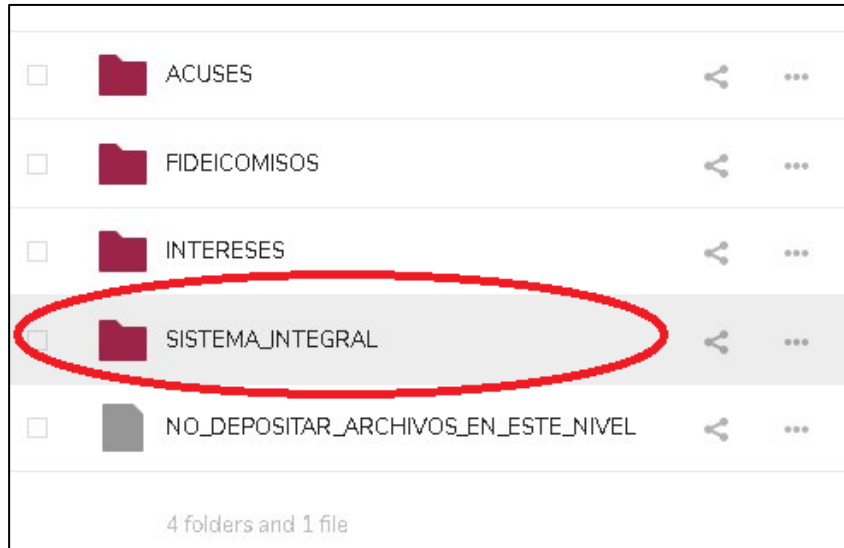 ACUSES
FIDEICOMISOS
INTERESES
SISTEMA_INTEGRAL
NO_DEPOSITAR_ARCHIVOS_EN_ESTE_NIVEL
4 folders and 1 file